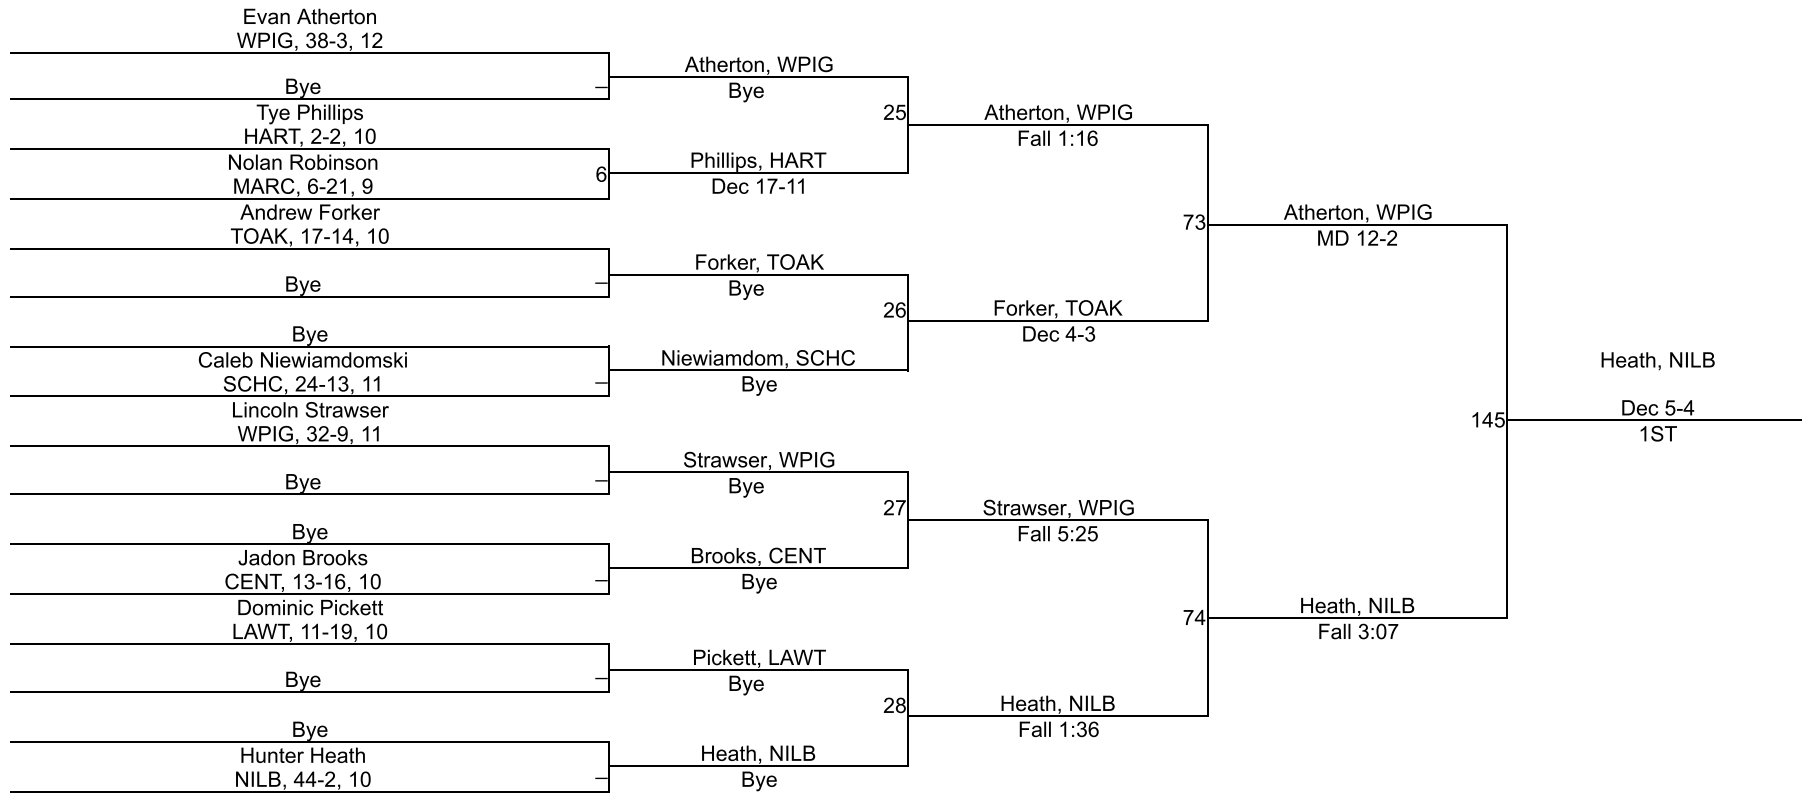 Evan Atherton
WPIG, 38-3, 12
Bye
Tye Phillips
HART, 2-2, 10
Nolan Robinson
MARC, 6-21, 9
Andrew Forker
TOAK, 17-14, 10
Bye
Bye
Caleb Niewiamdomski
SCHC, 24-13, 11
Lincoln Strawser
WPIG, 32-9, 11
Bye
Bye
Jadon Brooks
CENT, 13-16, 10
Dominic Pickett
LAWT, 11-19, 10
Bye
Bye
Hunter Heath
NILB, 44-2, 10
6
Atherton, WPIG
Bye
Phillips, HART
Dec 17-11
Forker, TOAK
Bye
Niewiamdom, SCHC
Bye
Strawser, WPIG
Bye
Brooks, CENT
Bye
Pickett, LAWT
Bye
Heath, NILB
Bye
25
26
27
28
Atherton, WPIG
Fall 1:16
Forker, TOAK
Dec 4-3
Strawser, WPIG
Fall 5:25
Heath, NILB
Fall 1:36
73
74
Atherton, WPIG
MD 12-2
Heath, NILB
Fall 3:07
145
Heath, NILB
Dec 5-4
1ST